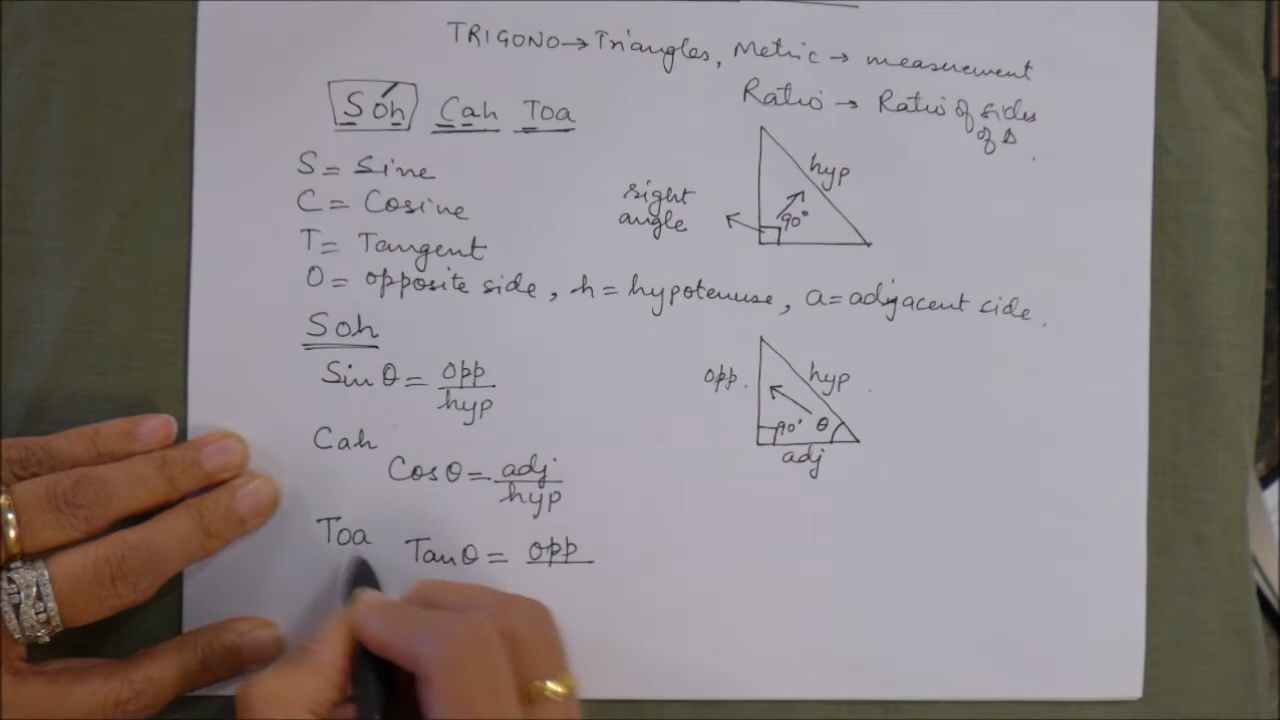 TRIGONO → Triangles, Metric → measurement
Ratio → Ratio of sides
of Δ
Soh Cah Toa
S = Sine
C = Cosine
T = Tangent
O = opposite side, h = hypotenuse, a = adjacent side.
right
angle
90°
hyp
Soh
Sin θ = opp
hyp
Cah
Cos θ = adj
hyp
Toa
Tan θ = opp
opp.
hyp
90° θ
adj